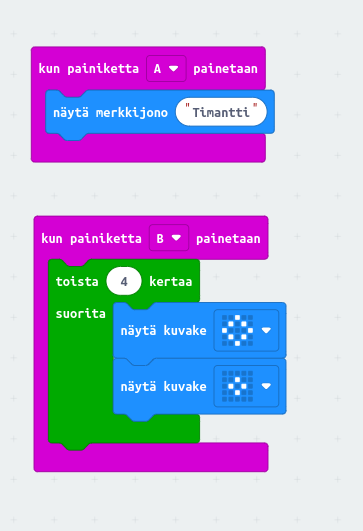 kun painiketta A painetaan
näytä merkkijono "Timantti"
kun painiketta B painetaan
toista 4 kertaa
suorita
näytä kuvake
näytä kuvake